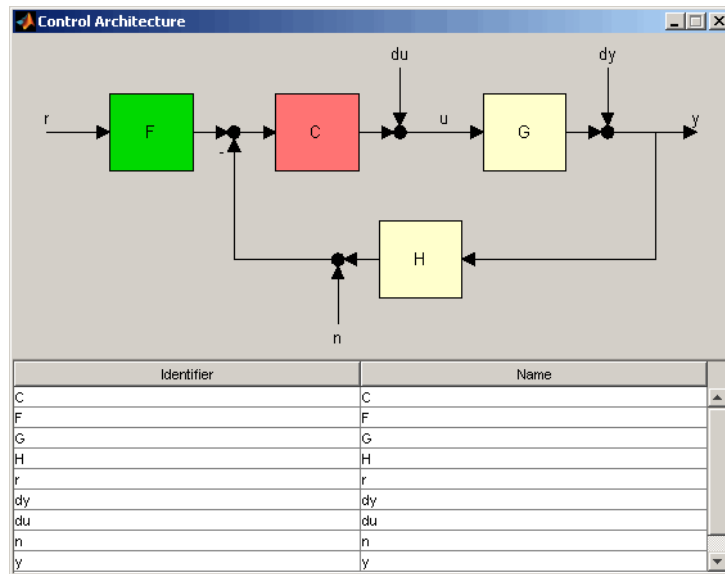 Control Architecture
du
dy
r
F
C
u
G
y
-
H
n
Identifier Name
C C
F F
G G
H H
r r
dy dy
du du
n n
y y